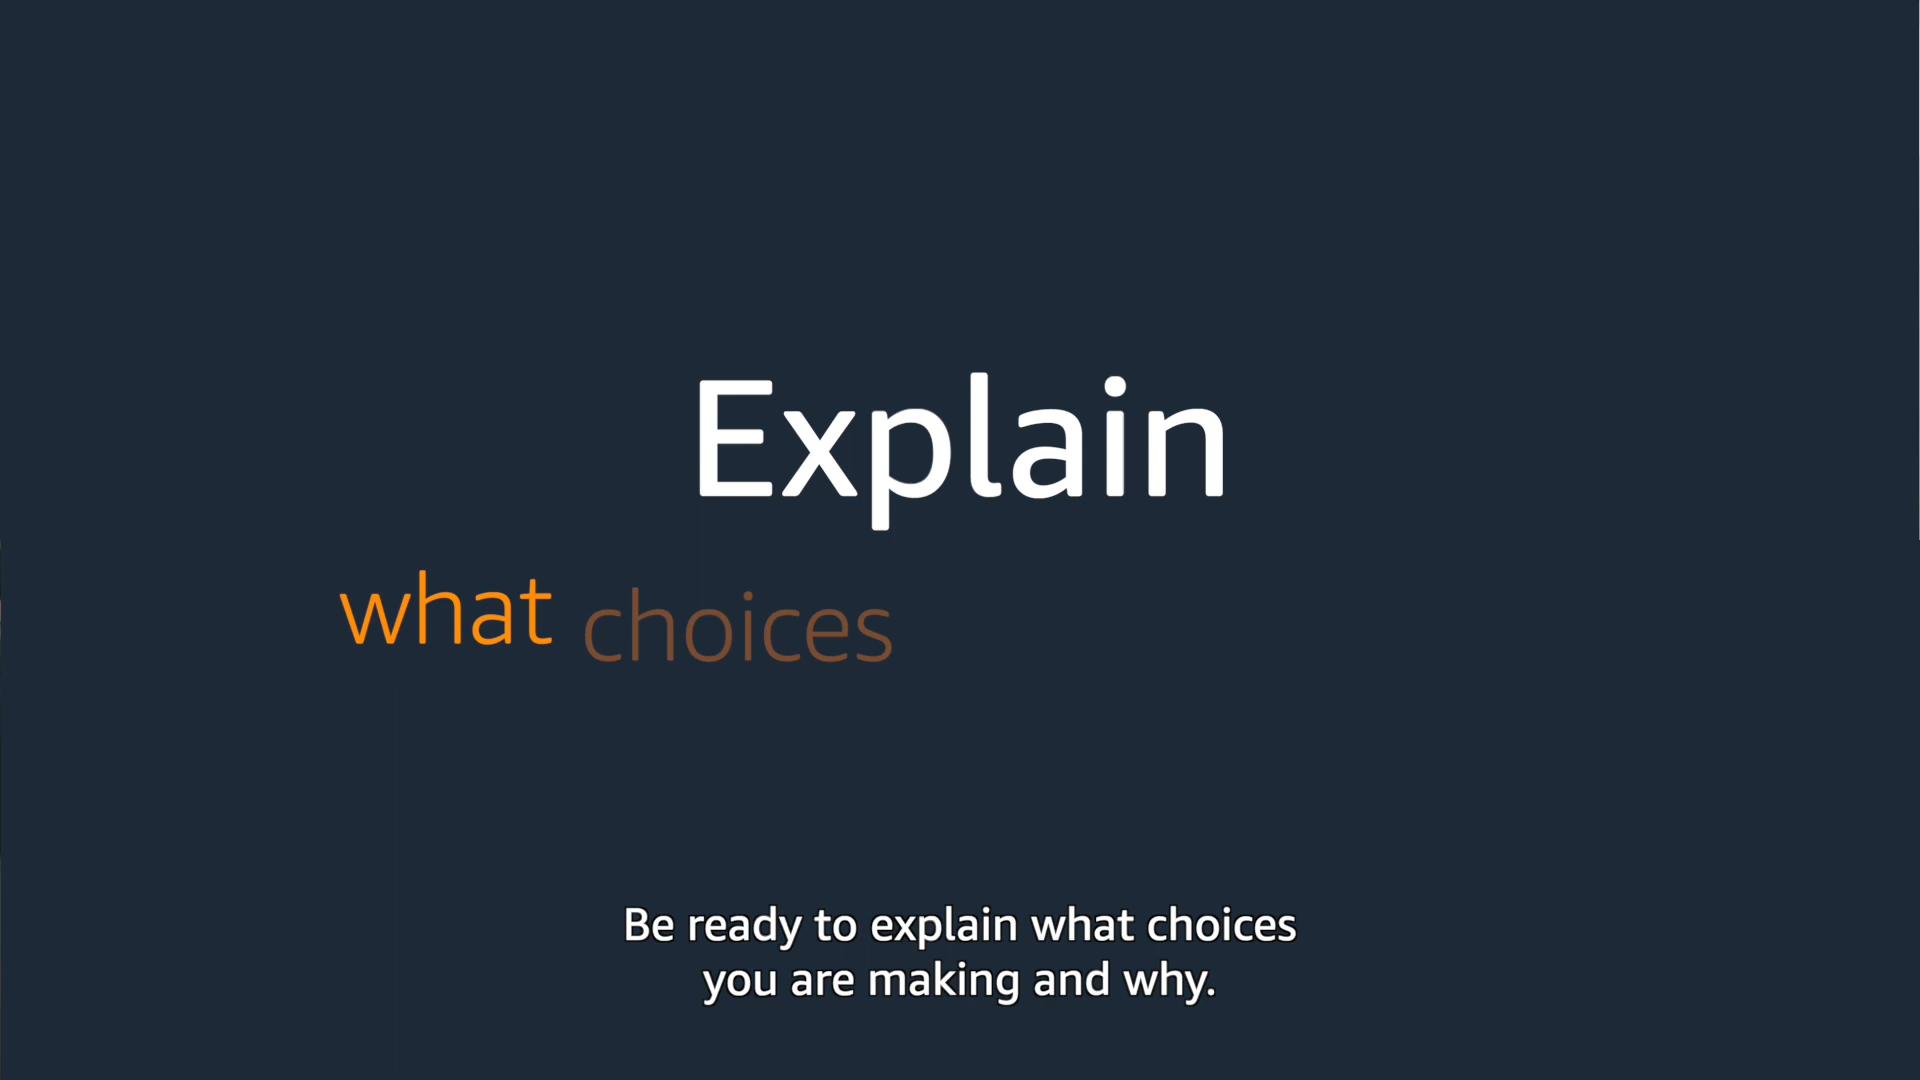 Explain
what choices
Be ready to explain what choices
you are making and why.